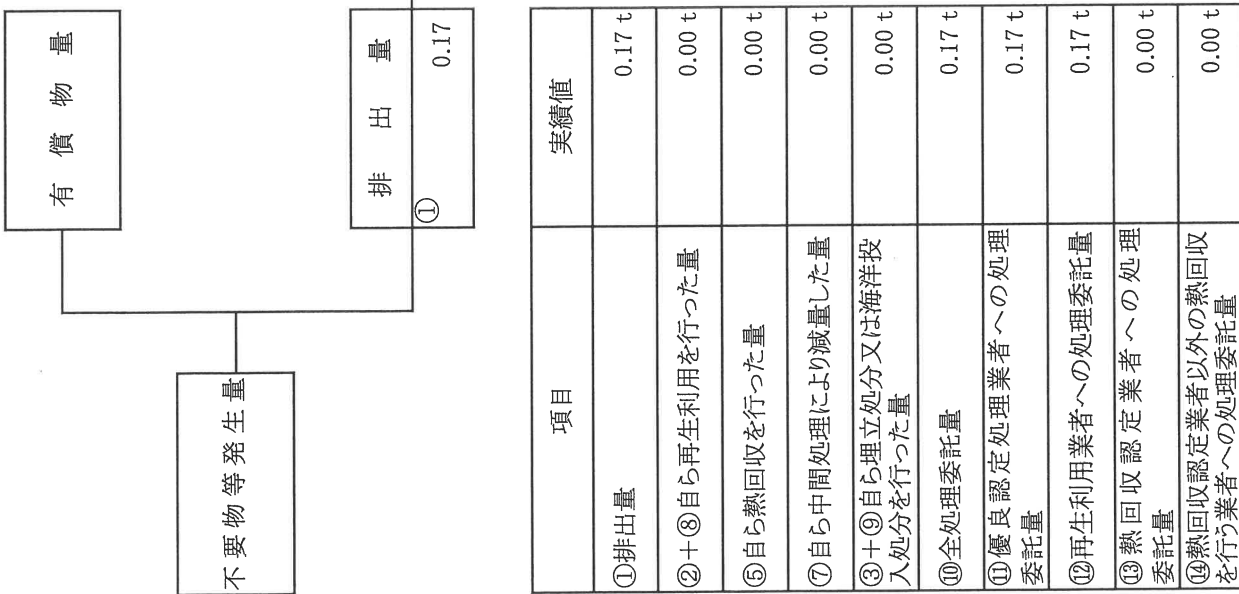 不要物等発生量
有償物量
排出量
①
0.17
項目
実績値
①排出量
0.17 t
②+⑧自ら再生利用を行った量
0.00 t
⑤自ら熱回収を行った量
0.00 t
⑦自ら中間処理により減量した量
0.00 t
③+⑨自ら埋立処分又は海洋投
入処分を行った量
0.00 t
⑩全処理委託量
0.17 t
⑪優良認定処理業者への処理
委託量
0.17 t
⑫再生利用業者への処理委託量
0.17 t
⑬熱回収認定業者への処理
委託量
0.00 t
⑭熱回収認定業者以外の熱回収
を行う業者への処理委託量
0.00 t